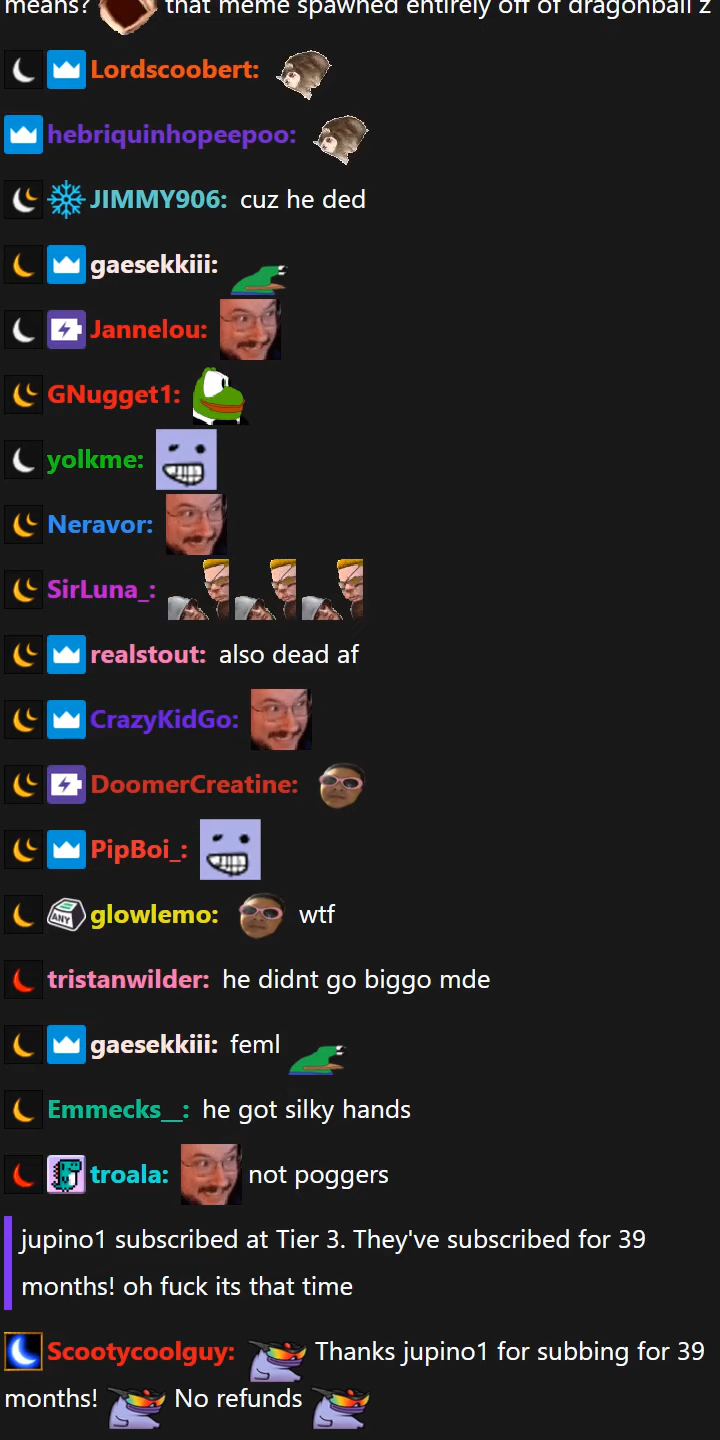 means? that meme spawned entirely off of dragonball z
Lordscoobert:
hebriquinhopeepoo:
JIMMY906: cuz he ded
gaesekkiii:
Jannelou:
GNugget1:
yolkme:
Neravor:
SirLuna_:
realstout: also dead af
CrazyKidGo:
DoomerCreatine:
PipBoi_:
ANY glowlemo: wtf
tristanwilder: he didnt go biggo mde
gaesekkiii: feml
Emmecks__: he got silky hands
troala: not poggers
jupino1 subscribed at Tier 3. They've subscribed for 39
months! oh fuck its that time
Scootycoolguy: Thanks jupino1 for subbing for 39
months! No refunds